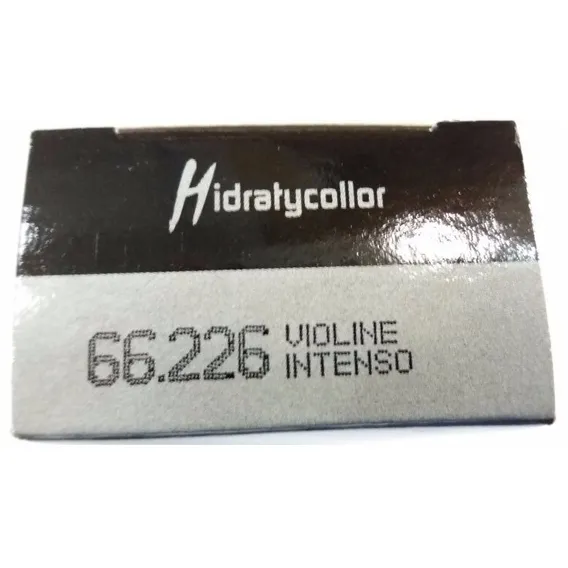 Hidratycollor
66.226 VIOLINE
INTENSO